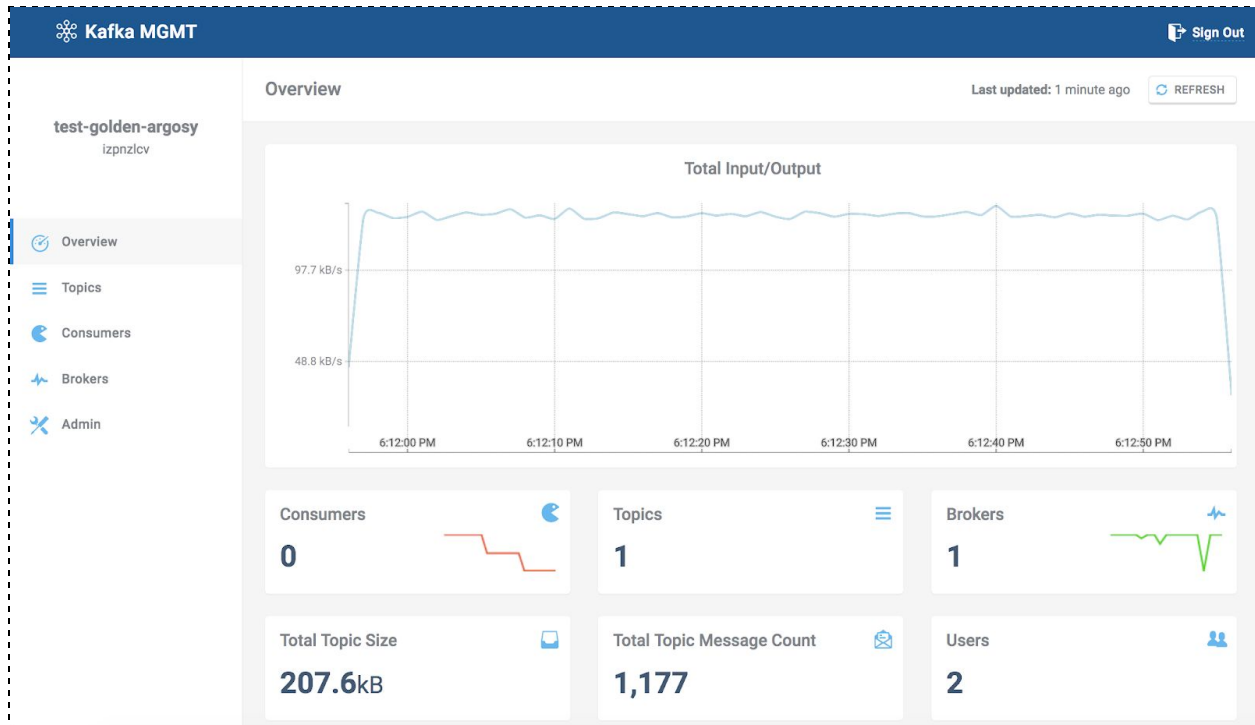 Kafka MGMT
Sign Out
test-golden-argosy
izpnzlcv
Overview
Topics
Consumers
Brokers
Admin
Overview
Last updated: 1 minute ago
REFRESH
Total Input/Output
97.7 kB/s
48.8 kB/s
6:12:00 PM 6:12:10 PM 6:12:20 PM 6:12:30 PM 6:12:40 PM 6:12:50 PM
Consumers
0
Topics
1
Brokers
1
Total Topic Size
207.6kB
Total Topic Message Count
1,177
Users
2